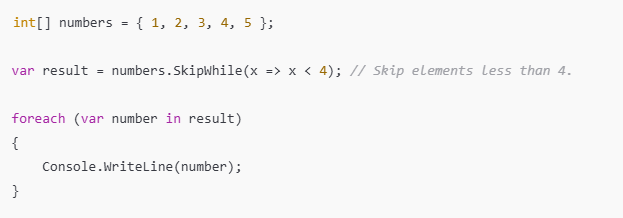 int[] numbers = { 1, 2, 3, 4, 5 };
var result = numbers.SkipWhile(x => x < 4); // Skip elements less than 4.
foreach (var number in result)
{
    Console.WriteLine(number);
}